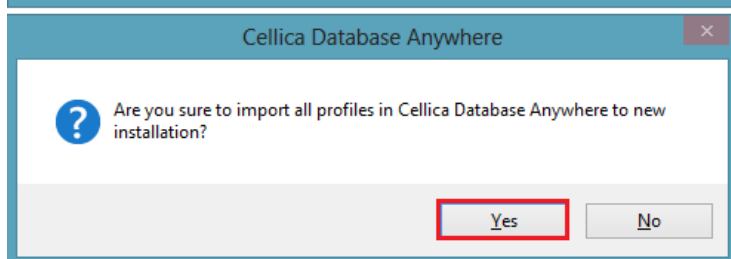 Cellica Database Anywhere
Are you sure to import all profiles in Cellica Database Anywhere to new
installation?
Yes
No